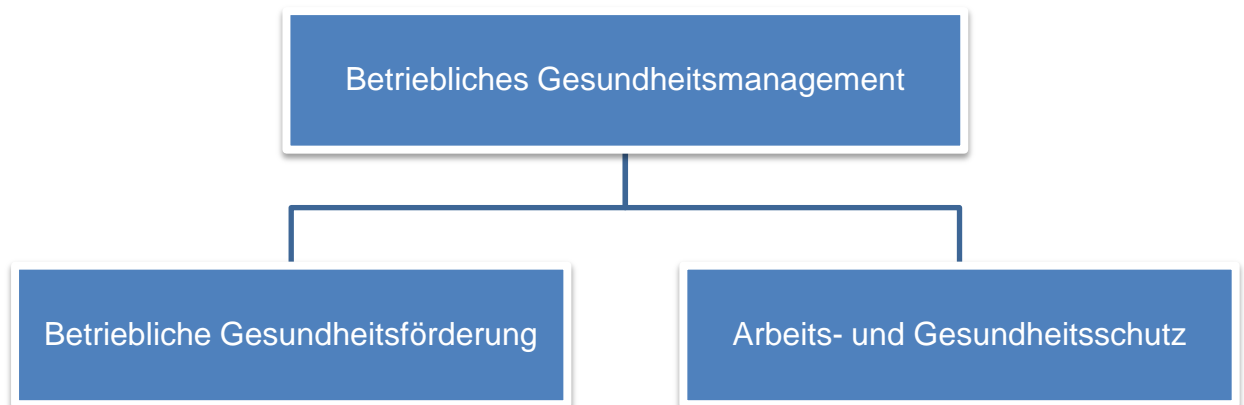 Betriebliches Gesundheitsmanagement
Betriebliche Gesundheitsförderung
Arbeits- und Gesundheitsschutz